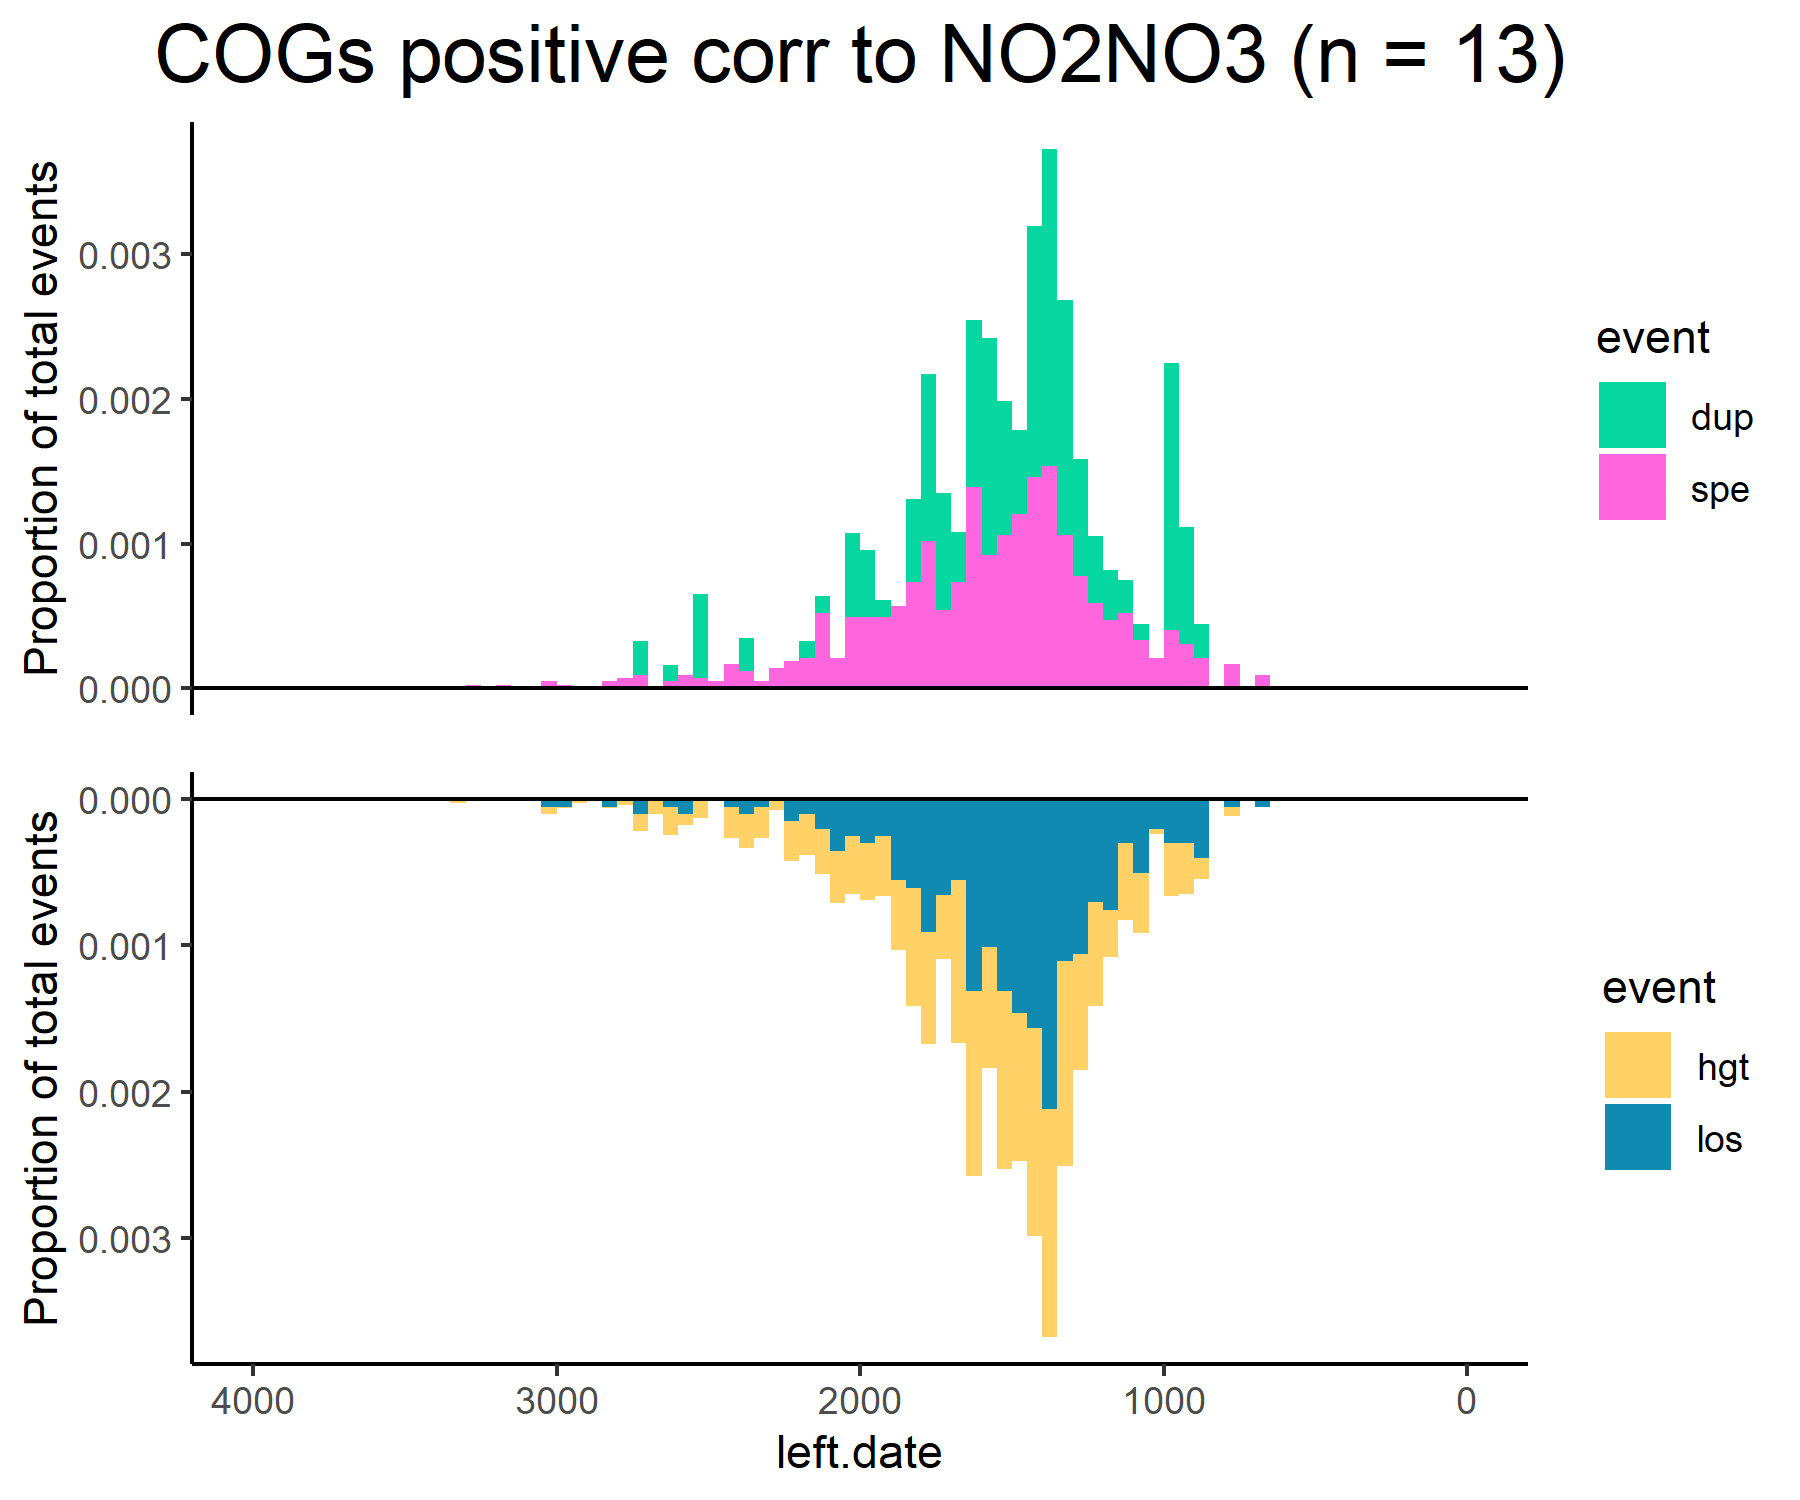 COGs positive corr to NO2NO3 (n = 13)
Proportion of total events
0.003
0.002
0.001
0.000
event
dup
spe
Proportion of total events
0.000
0.001
0.002
0.003
event
hgt
los
4000 3000 2000 1000 0
left.date